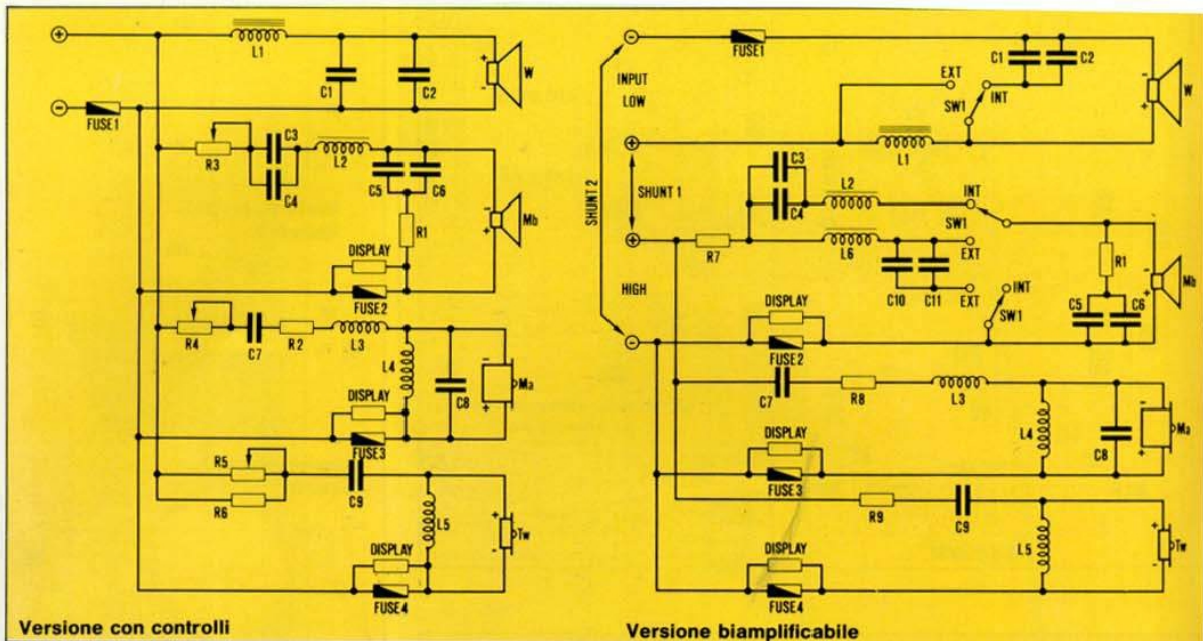 L1
C1
C2
W
FUSE1
R3
C3
C4
L2
C5
C6
R1
Mb
DISPLAY
FUSE2
R4
C7
R2
L3
L4
C8
Ma
DISPLAY
FUSE3
R5
R6
C9
L5
Tw
DISPLAY
FUSE4
Versione con controlli
FUSE1
C1
C2
INPUT
LOW
EXT
INT
SW1
W
L1
SHUNT 2
SHUNT 1
C3
C4
L2
INT
SW1
R7
L6
EXT
C10
C11
EXT
INT
SW1
R1
C5
C6
Mb
HIGH
DISPLAY
FUSE2
C7
R8
L3
L4
C8
Ma
DISPLAY
FUSE3
R9
C9
L5
Tw
DISPLAY
FUSE4
Versione biamplificabile